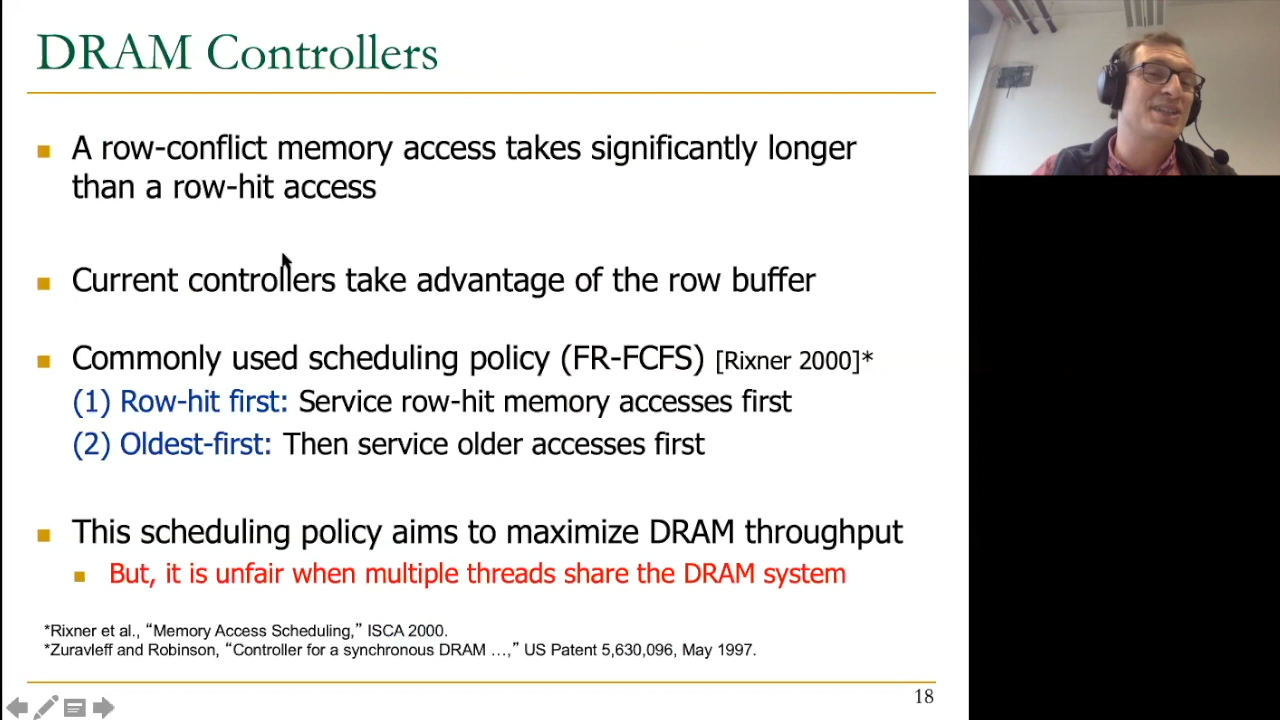 DRAM Controllers
A row-conflict memory access takes significantly longer
than a row-hit access
Current controllers take advantage of the row buffer
Commonly used scheduling policy (FR-FCFS) [Rixner 2000]*
(1) Row-hit first: Service row-hit memory accesses first
(2) Oldest-first: Then service older accesses first
This scheduling policy aims to maximize DRAM throughput
But, it is unfair when multiple threads share the DRAM system
*Rixner et al., “Memory Access Scheduling,” ISCA 2000.
*Zuravleff and Robinson, “Controller for a synchronous DRAM …,” US Patent 5,630,096, May 1997.
18